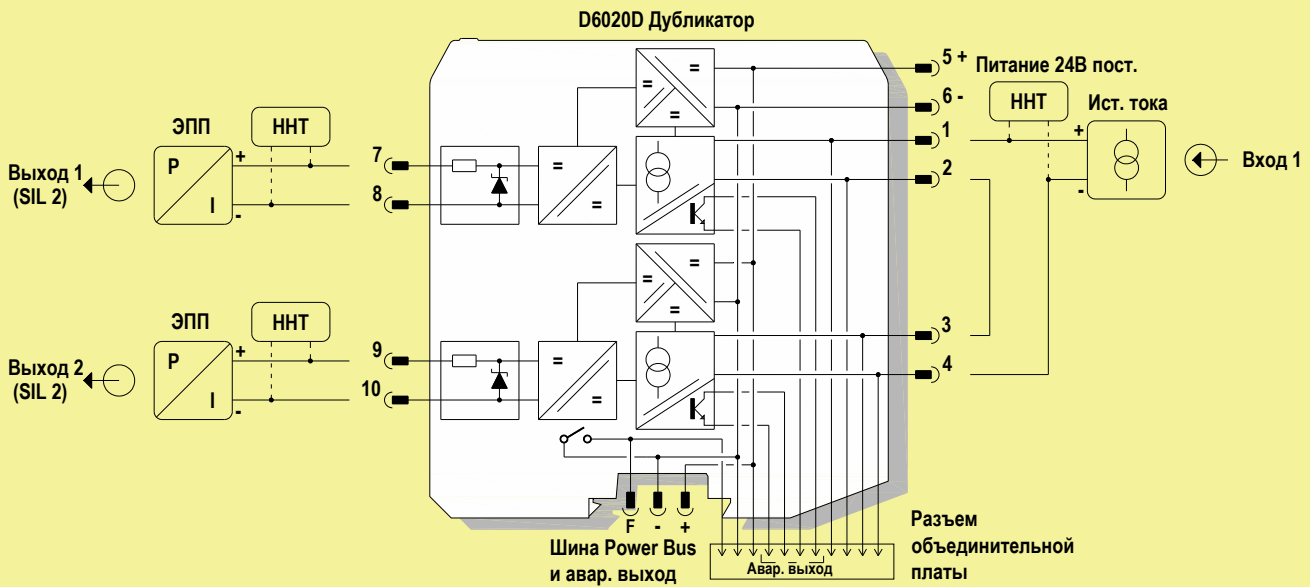 D6020D Дубликатор
5 +
Питание 24В пост.
6 -
ННТ
Ист. тока
ЭПП
ННТ
7
1
+
Выход 1
(SIL 2)
P
I
+
-
8
2
-
Вход 1
=
=
=
=
=
ЭПП
ННТ
=
=
=
9
3
Выход 2
(SIL 2)
P
I
+
-
10
4
=
=
F
-
+
Шина Power Bus
и авар. выход
Авар. выход
Разъем
объединительной
платы